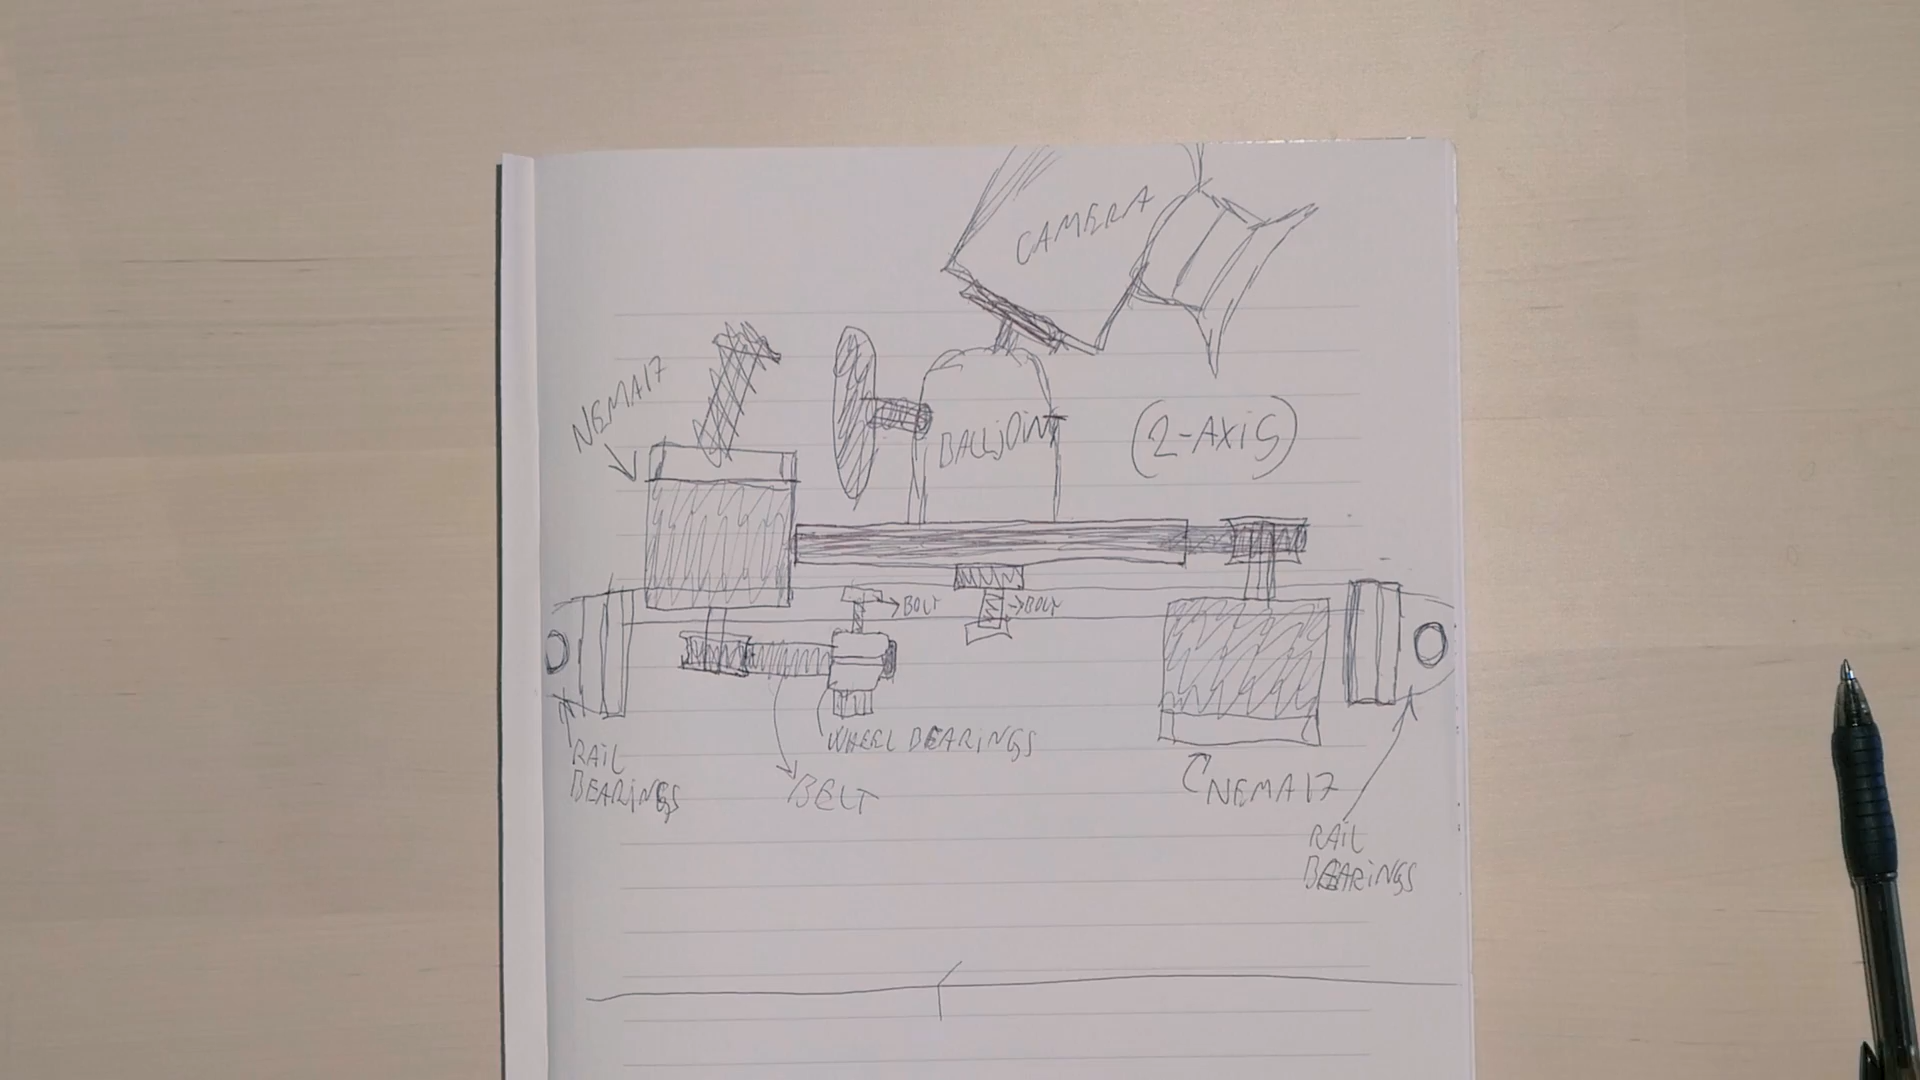 CAMERA
NEMA17
BALLJOINT
(2-AXIS)
BOLT
BOLT
WHEEL BEARINGS
RAIL
BEARINGS
BELT
NEMA17
RAIL
BEARINGS